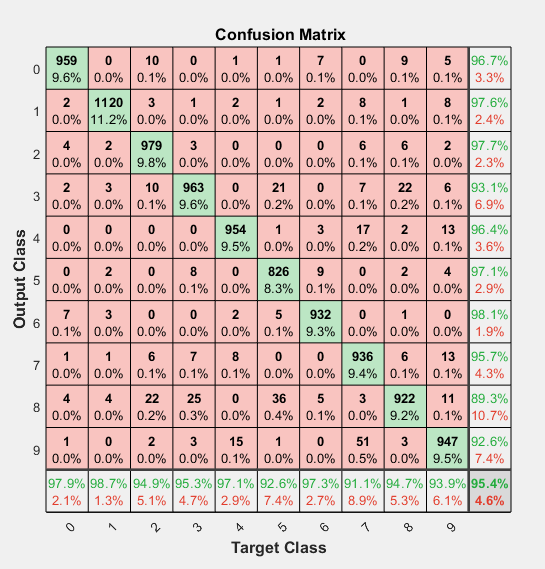 Confusion Matrix
0 959 0 10 0 1 1 7 0 9 5 96.7%
9.6% 0.0% 0.1% 0.0% 0.0% 0.0% 0.1% 0.0% 0.1% 0.1% 3.3%
1 2 1120 3 1 2 1 2 8 1 8 97.6%
0.0% 11.2% 0.0% 0.0% 0.0% 0.0% 0.0% 0.1% 0.0% 0.1% 2.4%
2 4 2 979 3 0 0 0 6 6 2 97.7%
0.0% 0.0% 9.8% 0.0% 0.0% 0.0% 0.0% 0.1% 0.1% 0.0% 2.3%
3 2 3 10 963 0 21 0 7 22 6 93.1%
0.0% 0.0% 0.1% 9.6% 0.0% 0.2% 0.0% 0.1% 0.2% 0.1% 6.9%
4 0 0 0 0 954 1 3 17 2 13 96.4%
0.0% 0.0% 0.0% 0.0% 9.5% 0.0% 0.0% 0.2% 0.0% 0.1% 3.6%
5 0 2 0 8 0 826 9 0 2 4 97.1%
0.0% 0.0% 0.0% 0.1% 0.0% 8.3% 0.1% 0.0% 0.0% 0.0% 2.9%
6 7 3 0 0 2 5 932 0 1 0 98.1%
0.1% 0.0% 0.0% 0.0% 0.0% 0.1% 9.3% 0.0% 0.0% 0.0% 1.9%
7 1 1 6 7 8 0 0 936 6 13 95.7%
0.0% 0.0% 0.1% 0.1% 0.1% 0.0% 0.0% 9.4% 0.1% 0.1% 4.3%
8 4 4 22 25 0 36 5 3 922 11 89.3%
0.0% 0.0% 0.2% 0.3% 0.0% 0.4% 0.1% 0.0% 9.2% 0.1% 10.7%
9 1 0 2 3 15 1 0 51 3 947 92.6%
0.0% 0.0% 0.0% 0.0% 0.1% 0.0% 0.0% 0.5% 0.0% 9.5% 7.4%
97.9% 98.7% 94.9% 95.3% 97.1% 92.6% 97.3% 91.1% 94.7% 93.9% 95.4%
2.1% 1.3% 5.1% 4.7% 2.9% 7.4% 2.7% 8.9% 5.3% 6.1% 4.6%
0 1 2 3 4 5 6 7 8 9
Target Class
Output Class